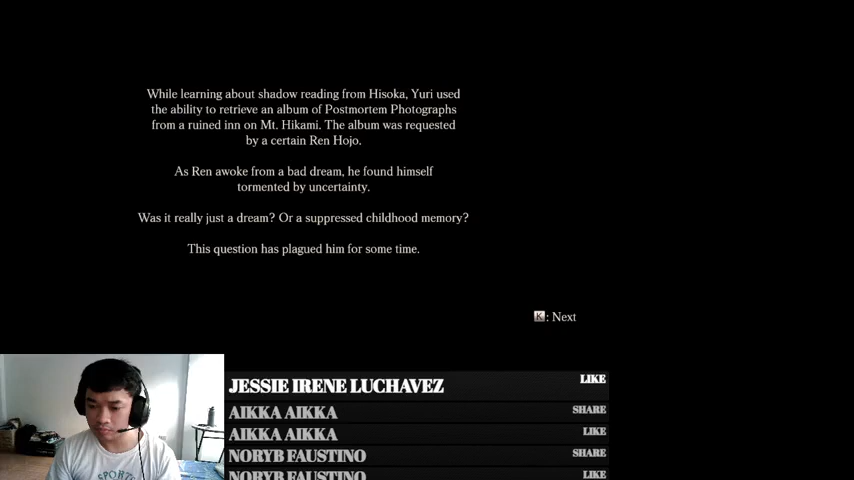 While learning about shadow reading from Hisoka, Yuri used
the ability to retrieve an album of Postmortem Photographs
from a ruined inn on Mt. Hikami. The album was requested
by a certain Ren Hojo.
As Ren awoke from a bad dream, he found himself
tormented by uncertainty.
Was it really just a dream? Or a suppressed childhood memory?
This question has plagued him for some time.
K: Next
JESSIE IRENE LUCHAVEZ LIKE
AIKKA AIKKA SHARE
AIKKA AIKKA LIKE
NORYB FAUSTINO SHARE
NORYB FAUSTINO LIKE
SPORTS